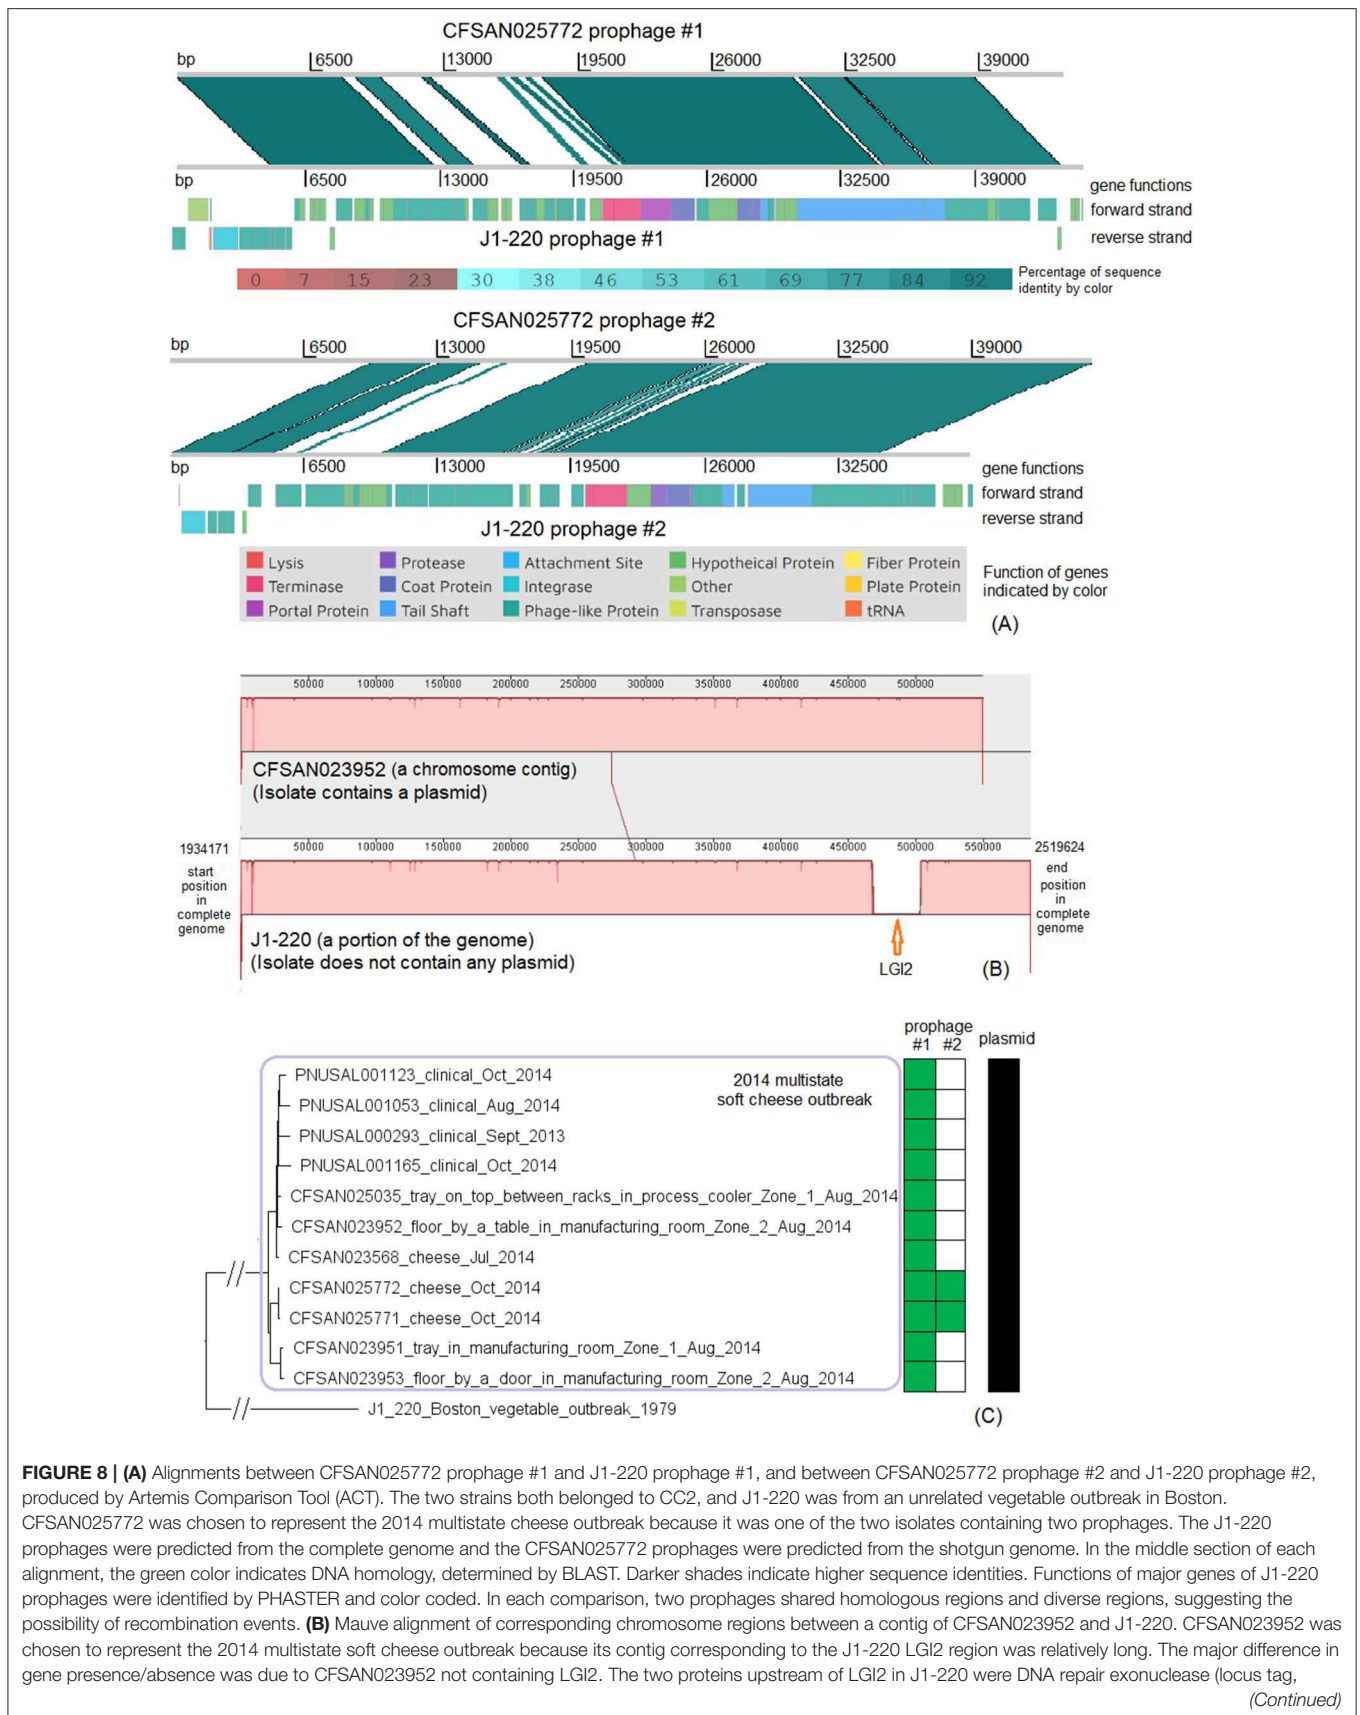 CFSAN025772 prophage #1
bp 6500 13000 19500 26000 32500 39000
bp 6500 13000 19500 26000 32500 39000
gene functions
forward strand
reverse strand
J1-220 prophage #1
0 7 15 23 30 38 46 53 61 69 77 84 92
Percentage of sequence
identity by color
CFSAN025772 prophage #2
bp 6500 13000 19500 26000 32500 39000
bp 6500 13000 19500 26000 32500
gene functions
forward strand
reverse strand
J1-220 prophage #2
Lysis Protease Attachment Site Hypotheical Protein Fiber Protein
Terminase Coat Protein Integrase Other Plate Protein
Portal Protein Tail Shaft Phage-like Protein Transposase tRNA
Function of genes
indicated by color
(A)
50000 100000 150000 200000 250000 300000 350000 400000 450000 500000
CFSAN023952 (a chromosome contig)
(Isolate contains a plasmid)
50000 100000 150000 200000 250000 300000 350000 400000 450000 500000 550000
1934171
start
position
in
complete
genome
2519624
end
position
in
complete
genome
J1-220 (a portion of the genome)
(Isolate does not contain any plasmid)
LGI2
(B)
prophage
#1 #2 plasmid
2014 multistate
soft cheese outbreak
PNUSAL001123_clinical_Oct_2014
PNUSAL001053_clinical_Aug_2014
PNUSAL000293_clinical_Sept_2013
PNUSAL001165_clinical_Oct_2014
CFSAN025035_tray_on_top_between_racks_in_process_cooler_Zone_1_Aug_2014
CFSAN023952_floor_by_a_table_in_manufacturing_room_Zone_2_Aug_2014
CFSAN023568_cheese_Jul_2014
CFSAN025772_cheese_Oct_2014
CFSAN025771_cheese_Oct_2014
CFSAN023951_tray_in_manufacturing_room_Zone_1_Aug_2014
CFSAN023953_floor_by_a_door_in_manufacturing_room_Zone_2_Aug_2014
J1_220_Boston_vegetable_outbreak_1979
(C)
FIGURE 8 | (A) Alignments between CFSAN025772 prophage #1 and J1-220 prophage #1, and between CFSAN025772 prophage #2 and J1-220 prophage #2,
produced by Artemis Comparison Tool (ACT). The two strains both belonged to CC2, and J1-220 was from an unrelated vegetable outbreak in Boston.
CFSAN025772 was chosen to represent the 2014 multistate cheese outbreak because it was one of the two isolates containing two prophages. The J1-220
prophages were predicted from the complete genome and the CFSAN025772 prophages were predicted from the shotgun genome. In the middle section of each
alignment, the green color indicates DNA homology, determined by BLAST. Darker shades indicate higher sequence identities. Functions of major genes of J1-220
prophages were identified by PHASTER and color coded. In each comparison, two prophages shared homologous regions and diverse regions, suggesting the
possibility of recombination events. (B) Mauve alignment of corresponding chromosome regions between a contig of CFSAN023952 and J1-220. CFSAN023952 was
chosen to represent the 2014 multistate soft cheese outbreak because its contig corresponding to the J1-220 LGI2 region was relatively long. The major difference in
gene presence/absence was due to CFSAN023952 not containing LGI2. The two proteins upstream of LGI2 in J1-220 were DNA repair exonuclease (locus tag,
(Continued)